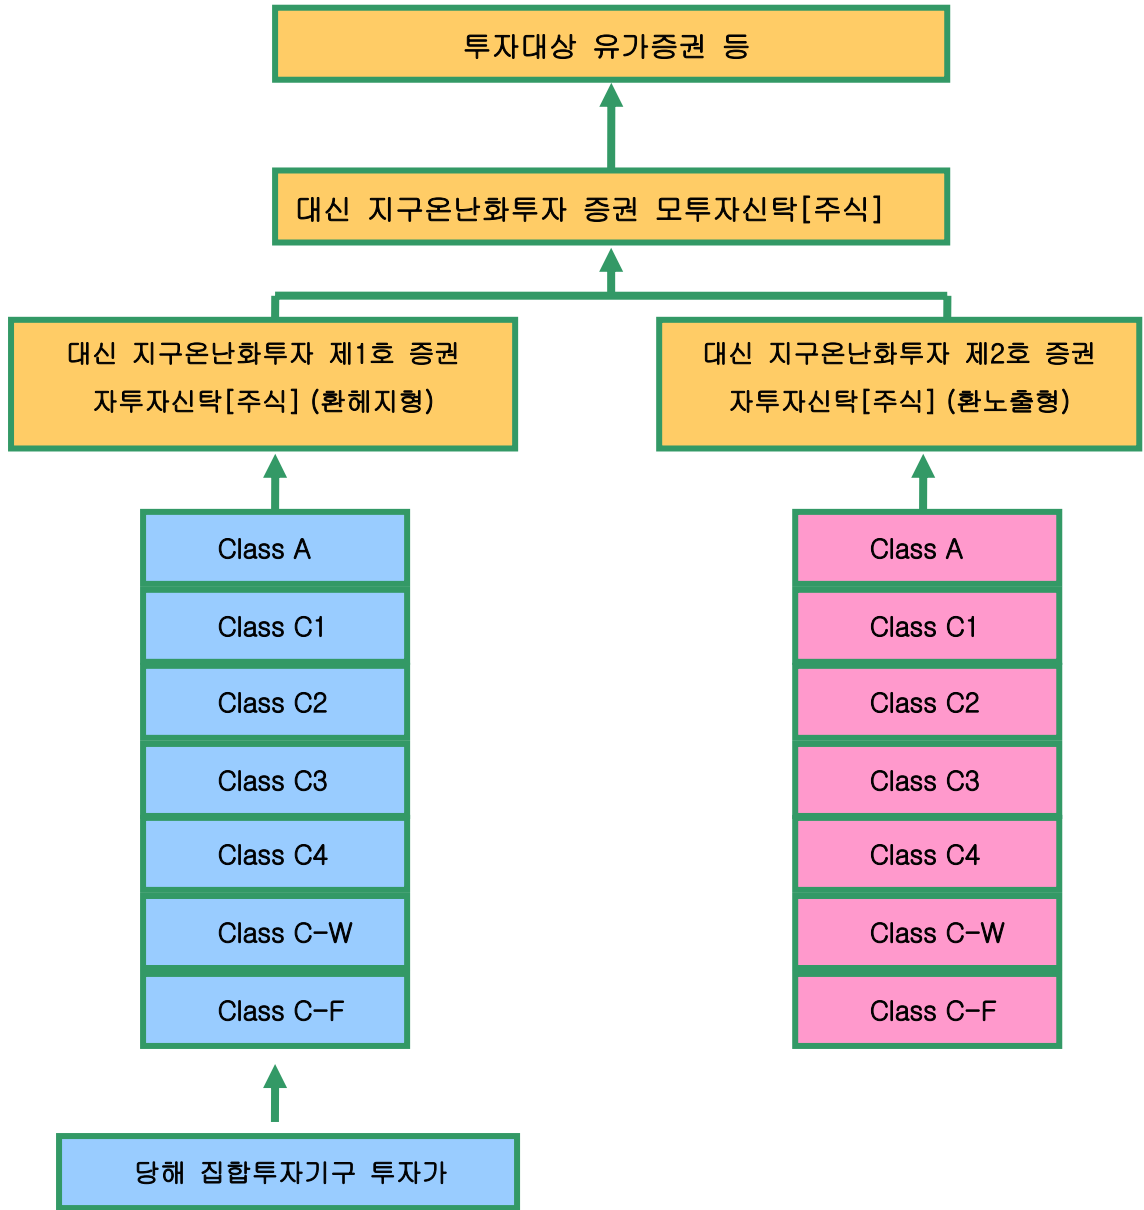 투자대상 유가증권 등
대신 지구온난화투자 증권 모투자신탁[주식]
대신 지구온난화투자 제1호 증권
자투자신탁[주식] (환헤지형)
대신 지구온난화투자 제2호 증권
자투자신탁[주식] (환노출형)
Class A
Class C1
Class C2
Class C3
Class C4
Class C-W
Class C-F
Class A
Class C1
Class C2
Class C3
Class C4
Class C-W
Class C-F
당해 집합투자기구 투자가